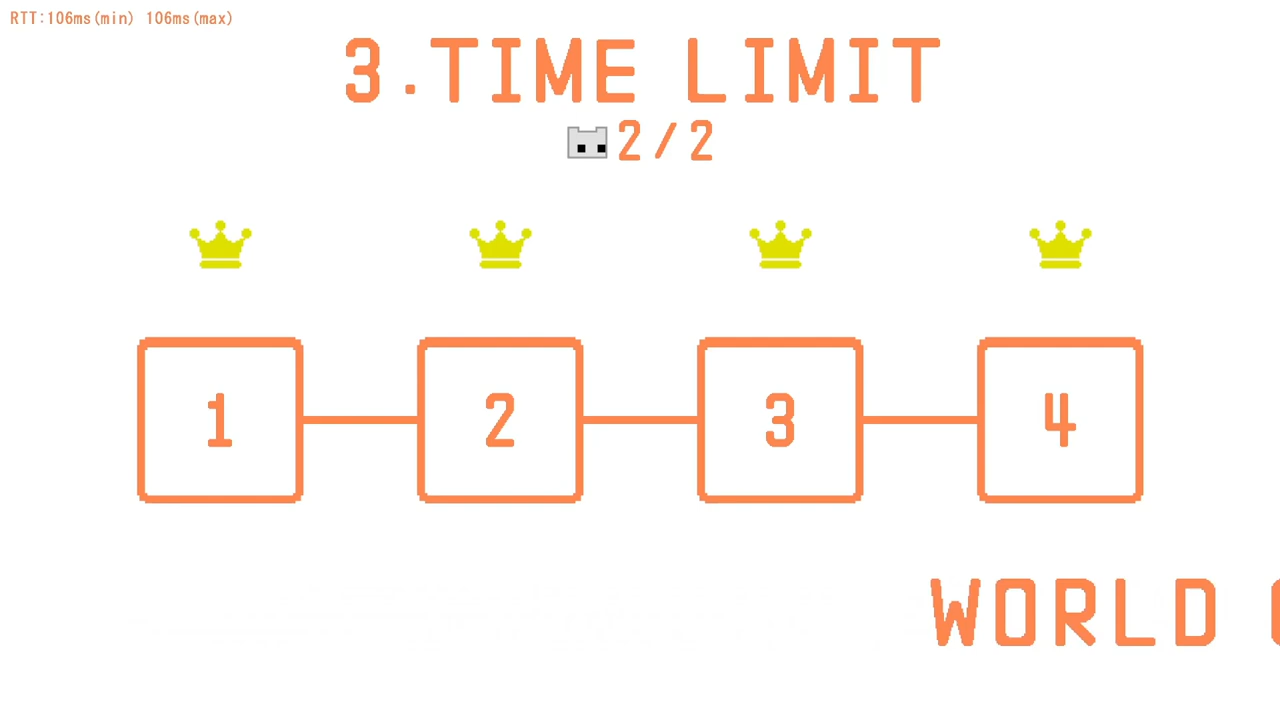 RTT:106ms(min) 106ms(max)
3.TIME LIMIT
2/2
1 2 3 4
WORLD